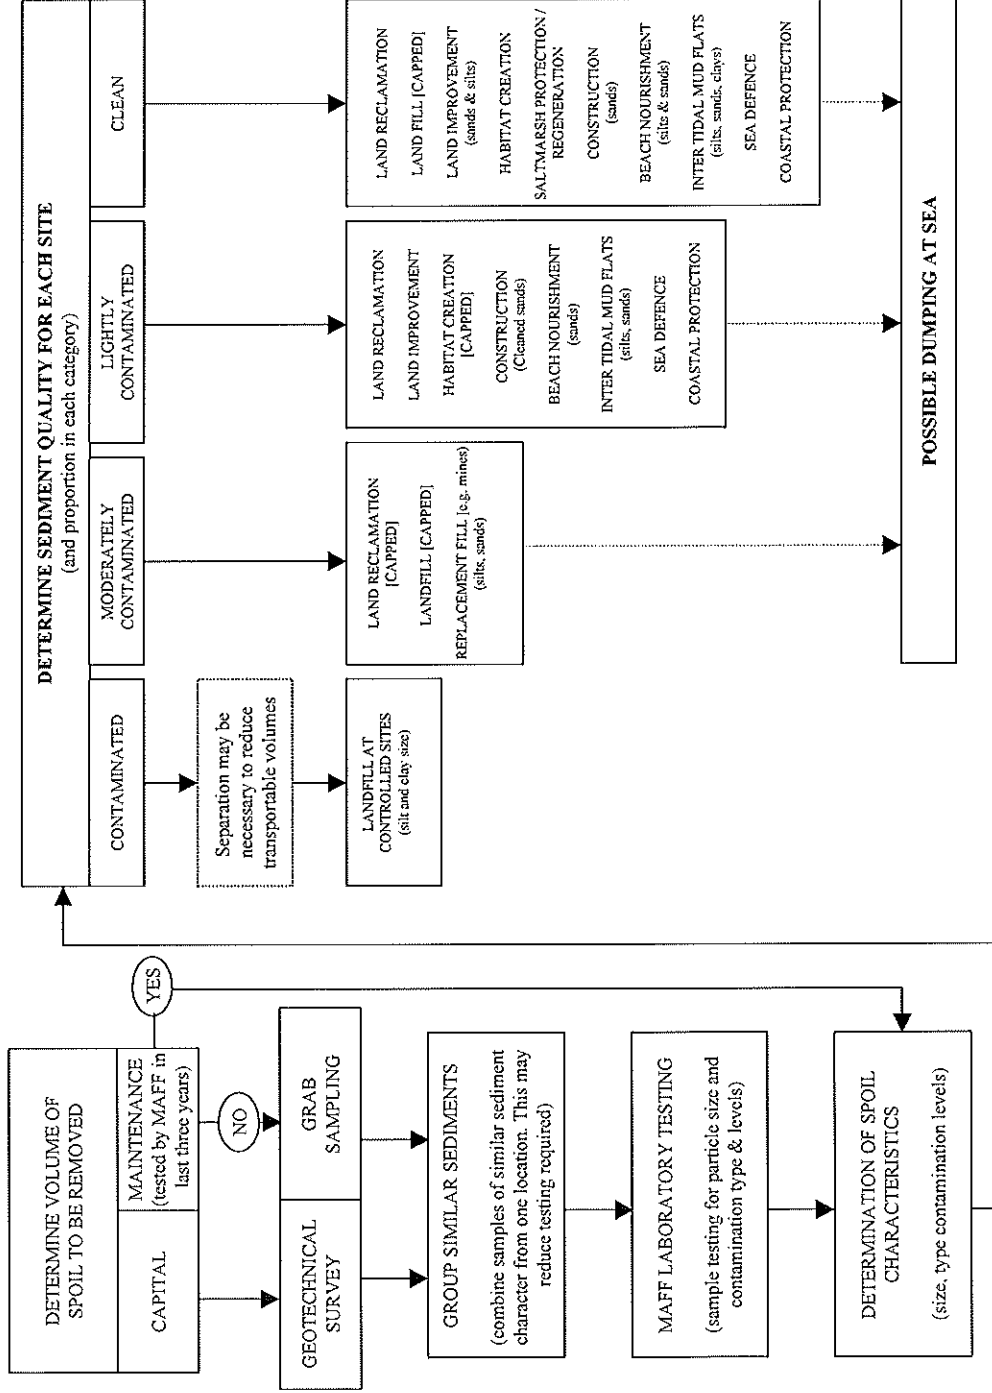 DETERMINE VOLUME OF
SPOIL TO BE REMOVED
CAPITAL
MAINTENANCE
(tested by MAFF in
last three years)
YES
NO
GEOTECHNICAL
SURVEY
GRAB
SAMPLING
GROUP SIMILAR SEDIMENTS
(combine samples of similar sediment
character from one location. This may
reduce testing required)
MAFF LABORATORY TESTING
(sample testing for particle size and
contamination type & levels)
DETERMINATION OF SPOIL
CHARACTERISTICS
(size, type contamination levels)
DETERMINE SEDIMENT QUALITY FOR EACH SITE
(and proportion in each category)
CONTAMINATED
MODERATELY
CONTAMINATED
LIGHTLY
CONTAMINATED
CLEAN
Separation may be
necessary to reduce
transportable volumes
LANDFILL AT
CONTROLLED SITES
(silt and clay size)
LAND RECLAMATION
[CAPPED]
LANDFILL [CAPPED]
REPLACEMENT FILL [e.g. mines]
(silts, sands)
LAND RECLAMATION
LAND IMPROVEMENT
HABITAT CREATION
[CAPPED]
CONSTRUCTION
(Cleaned sands)
BEACH NOURISHMENT
(sands)
INTER TIDAL MUD FLATS
(silts, sands)
SEA DEFENCE
COASTAL PROTECTION
LAND RECLAMATION
LAND FILL [CAPPED]
LAND IMPROVEMENT
(sands & silts)
HABITAT CREATION
SALTMARSH PROTECTION /
REGENERATION
CONSTRUCTION
(sands)
BEACH NOURISHMENT
(silts & sands)
INTER TIDAL MUD FLATS
(silts, sands, clays)
SEA DEFENCE
COASTAL PROTECTION
POSSIBLE DUMPING AT SEA